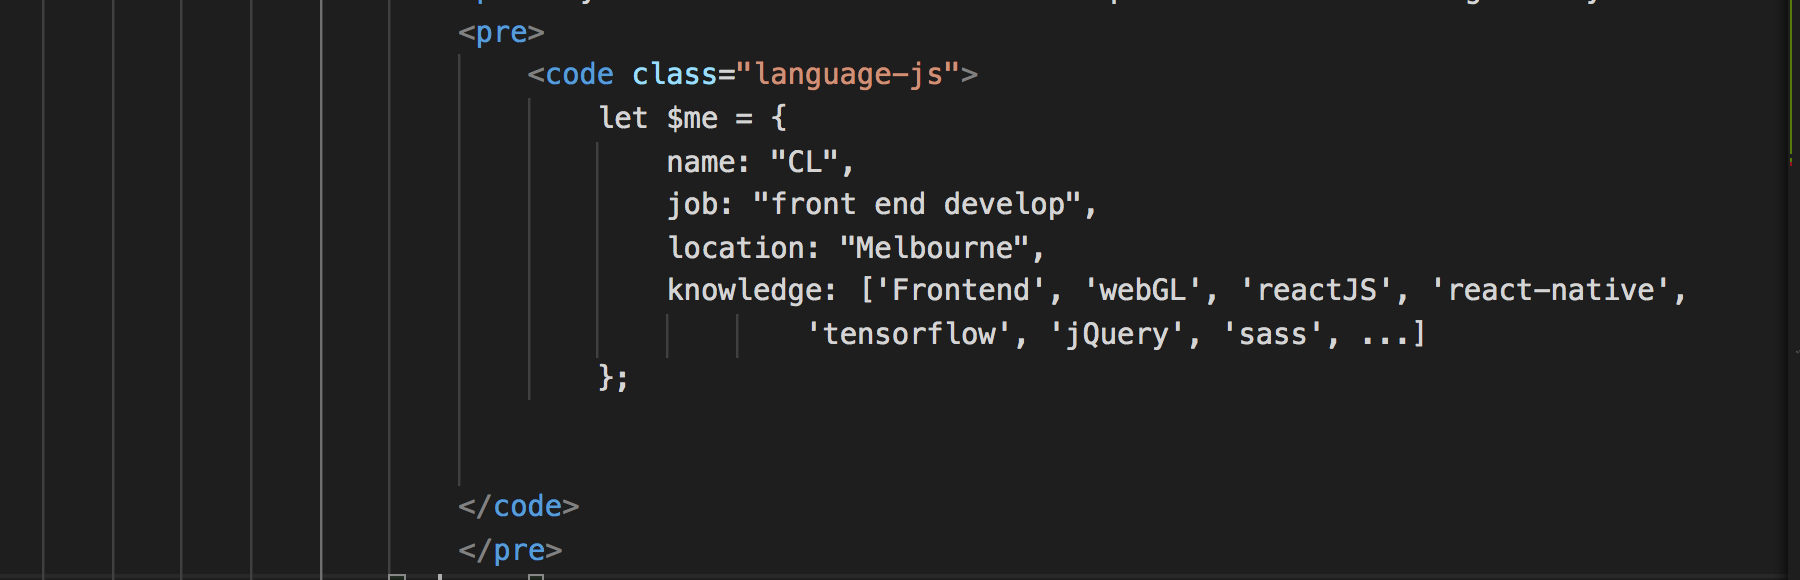 <pre>
<code class="language-js">
let $me = {
name: "CL",
job: "front end develop",
location: "Melbourne",
knowledge: ['Frontend', 'webGL', 'reactJS', 'react-native',
'tensorflow', 'jQuery', 'sass', ...]
};
</code>
</pre>